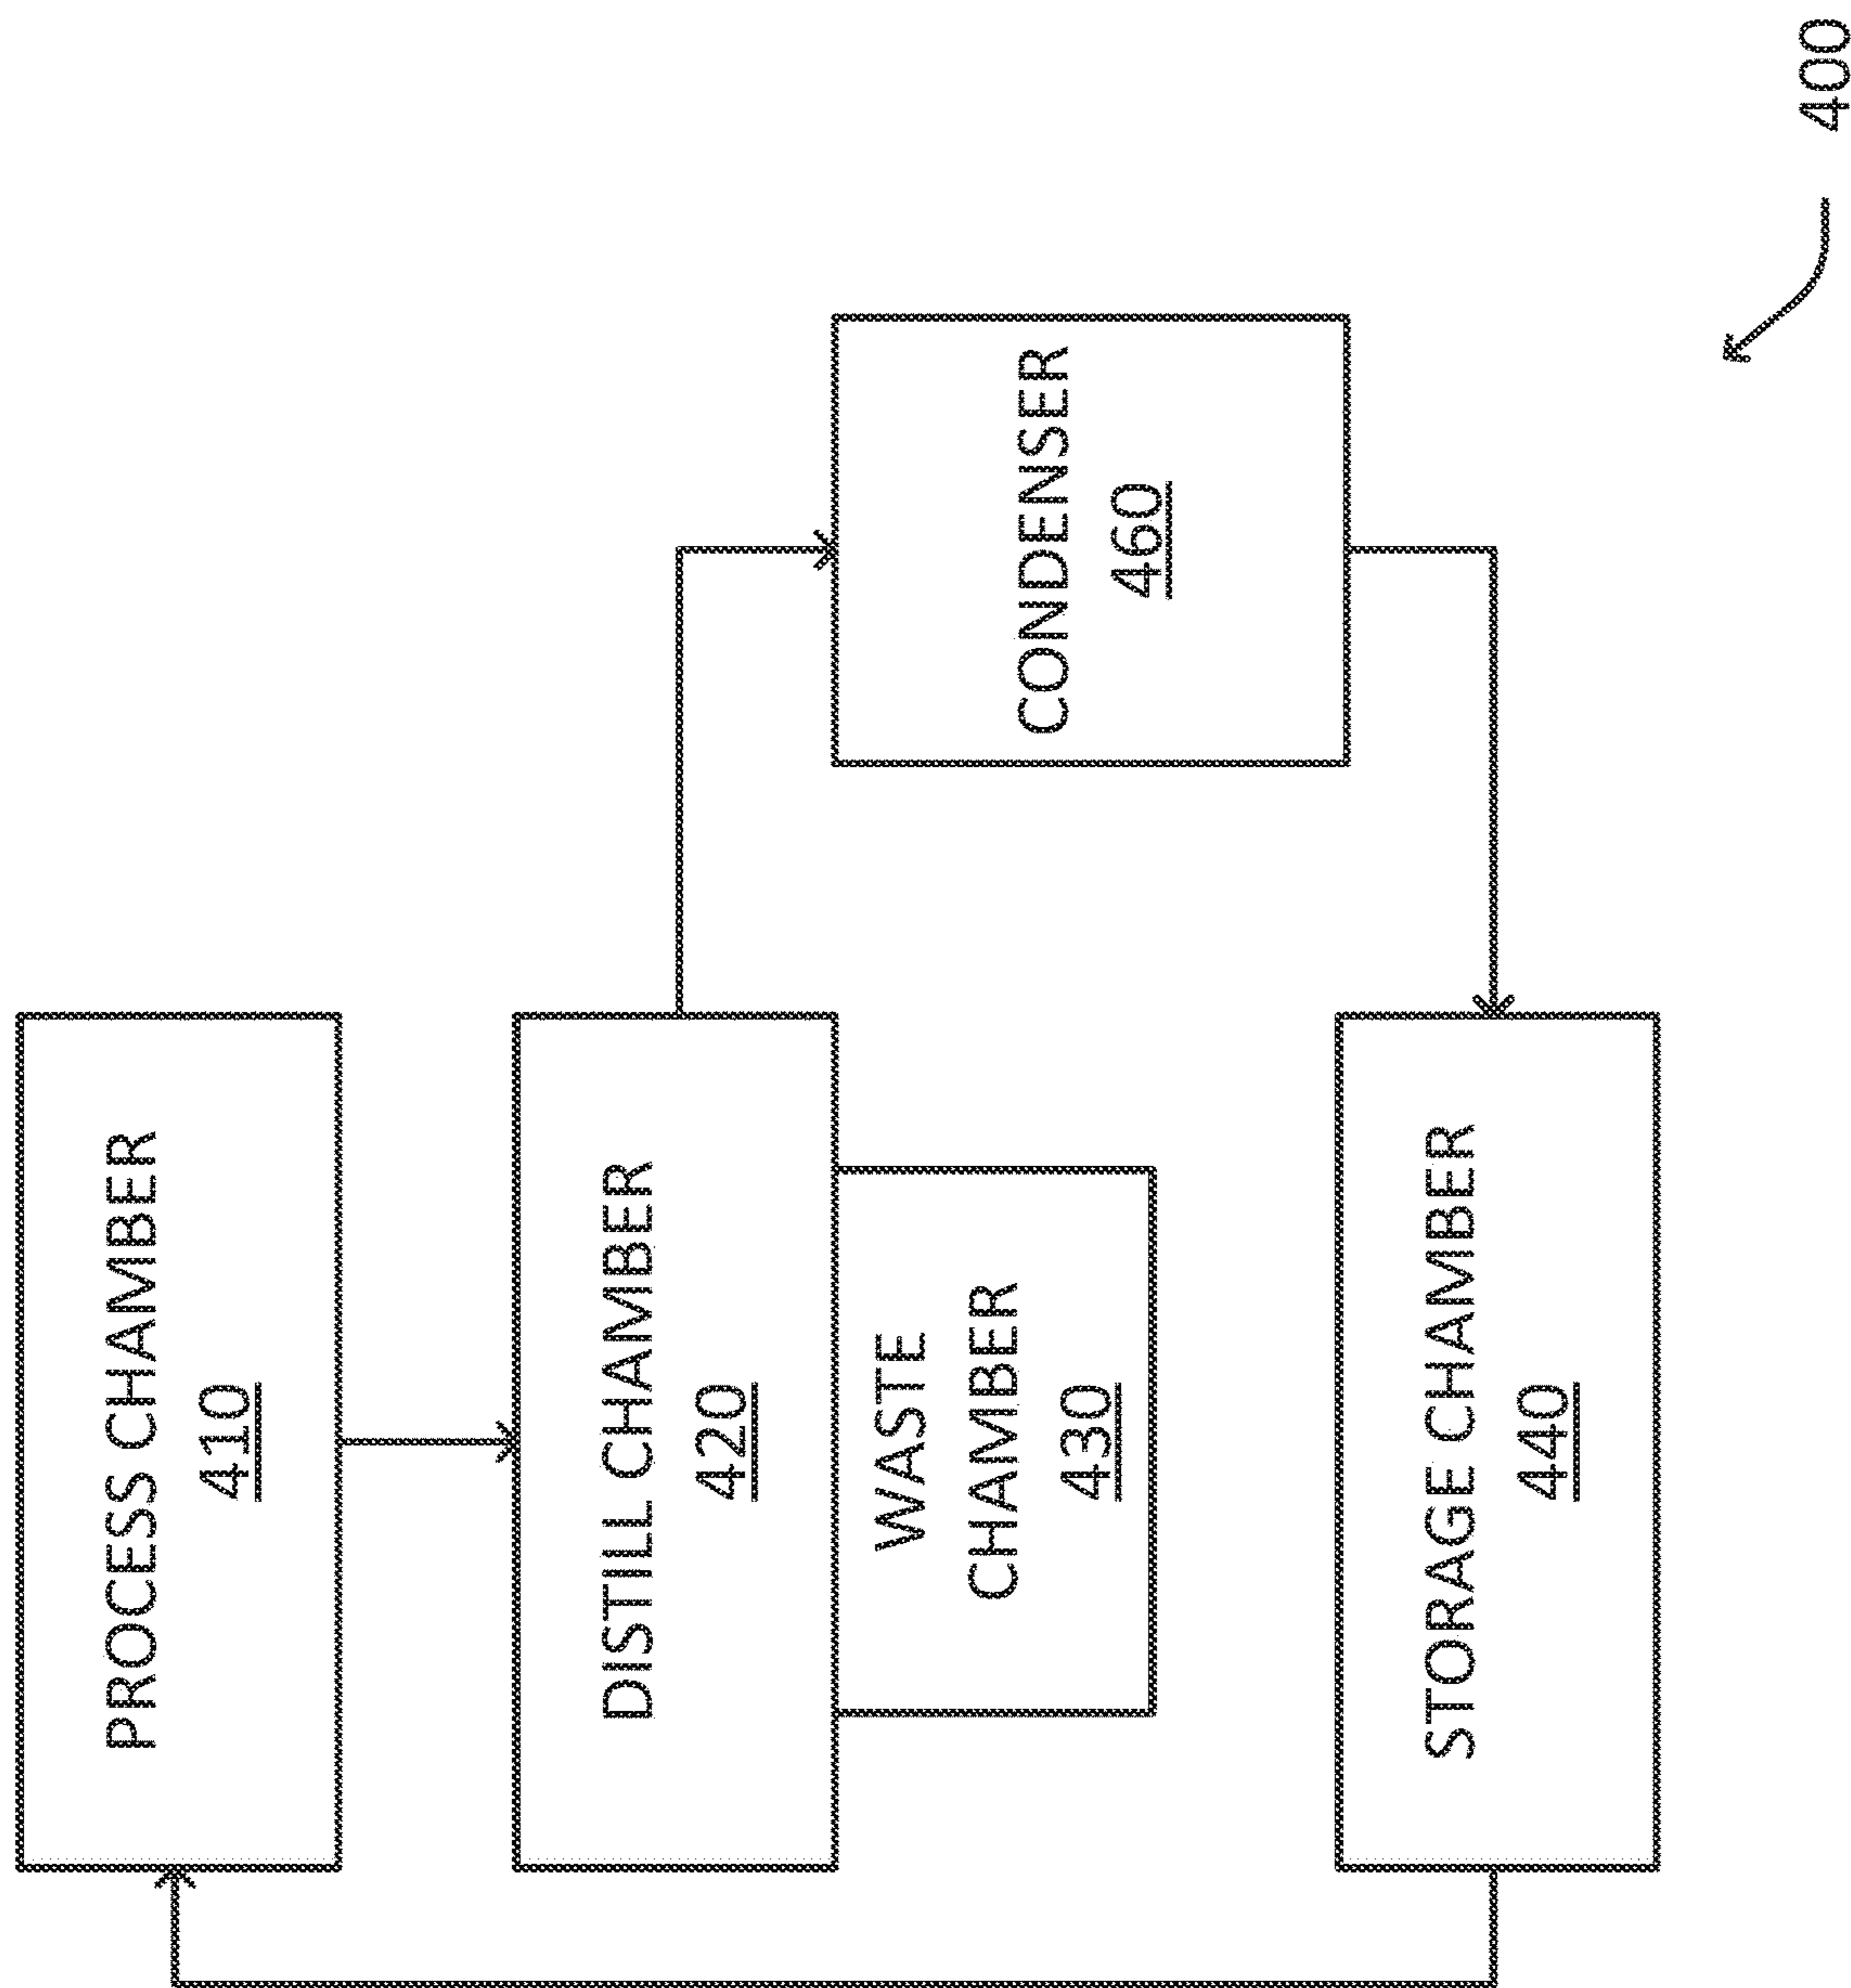 PROCESS CHAMBER
410
DISTILL CHAMBER
420
WASTE
CHAMBER
430
CONDENSER
460
STORAGE CHAMBER
440
400